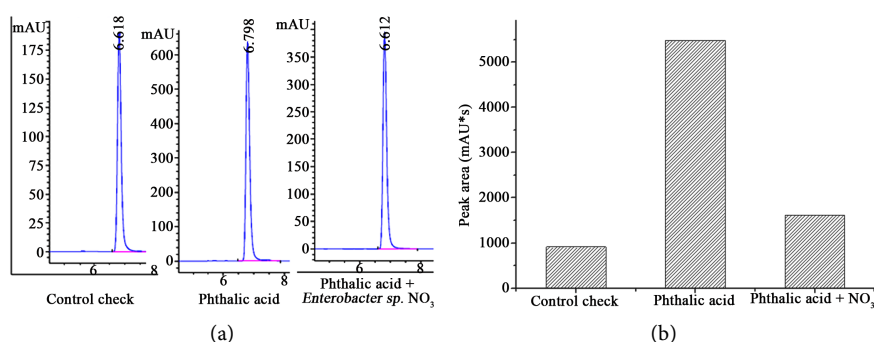 mAU
175
150
125
100
75
50
25
0
6.618
6
8
Control check
mAU
600
500
400
300
200
100
0
6.798
6
8
Phthalic acid
mAU
350
300
250
200
150
100
50
0
6.612
6
8
Phthalic acid +
Enterobacter sp. NO3
(a)
Peak area (mAU*s)
5000
4000
3000
2000
1000
0
Control check
Phthalic acid
Phthalic acid + NO3
(b)